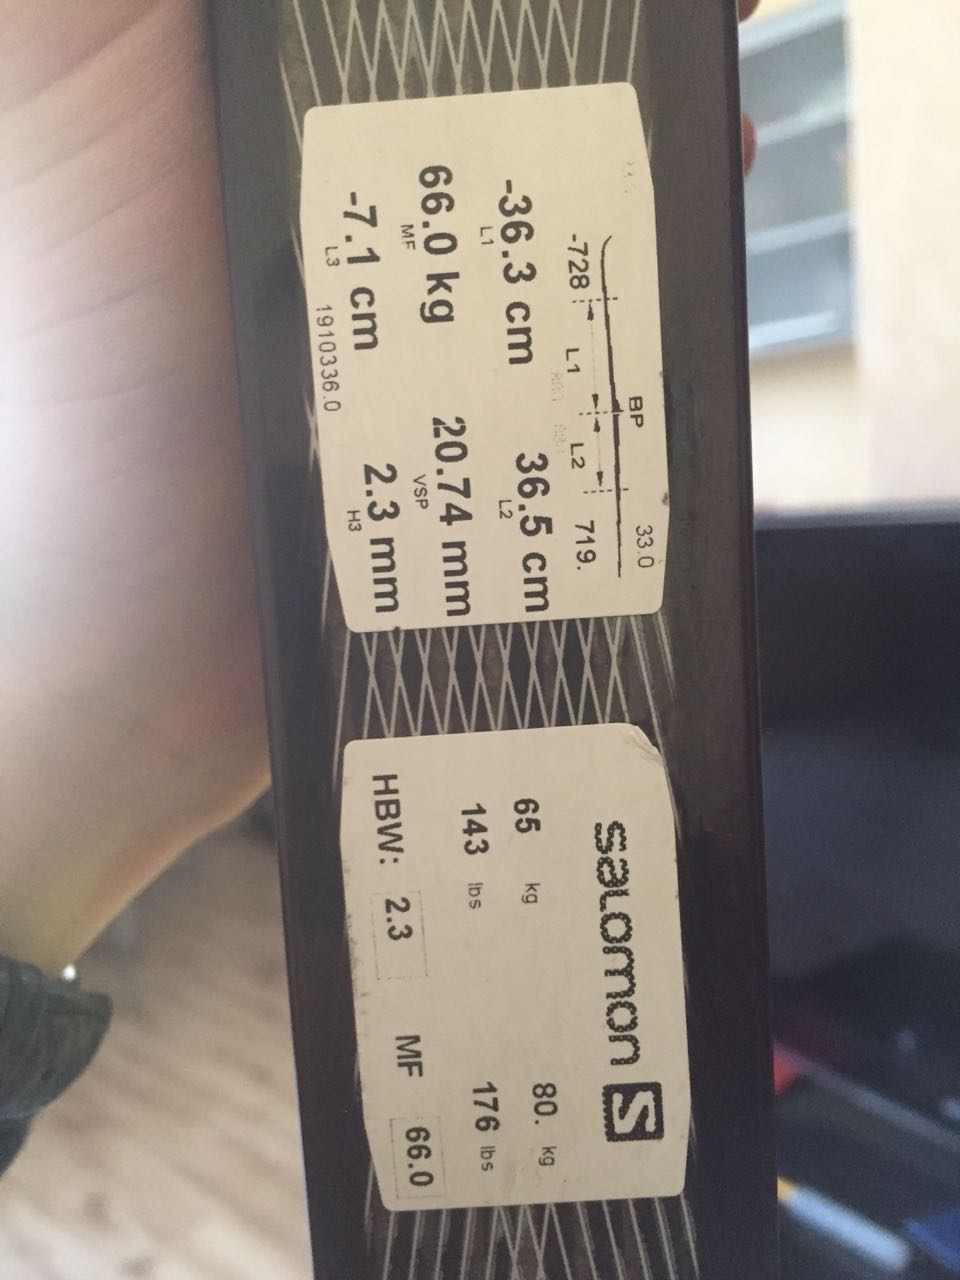 33.0
BP
-728 L1 L2 719.
-36.3 cm 36.5 cm
L1 L2
66.0 kg 20.74 mm
MF VSP
-7.1 cm 2.3 mm
L3 H3
1910336.0
salomon S
65 kg 80. kg
143 lbs 176 lbs
HBW: 2.3 MF 66.0